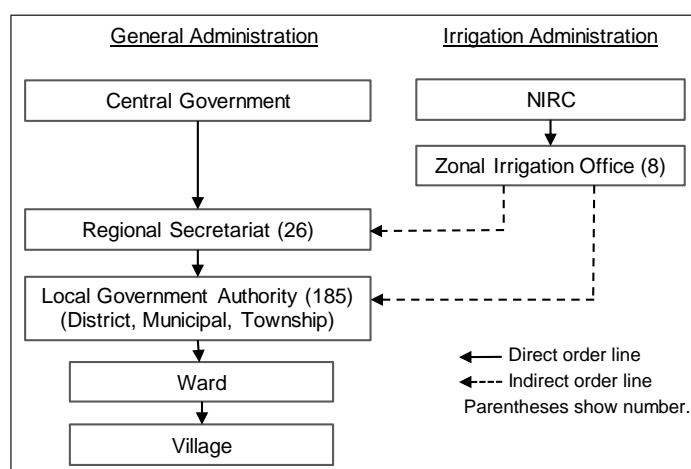 General Administration
Irrigation Administration
Central Government
NIRC
Zonal Irrigation Office (8)
Regional Secretariat (26)
Local Government Authority (185)
(District, Municipal, Township)
Direct order line
Ward
Indirect order line
Parentheses show number.
Village